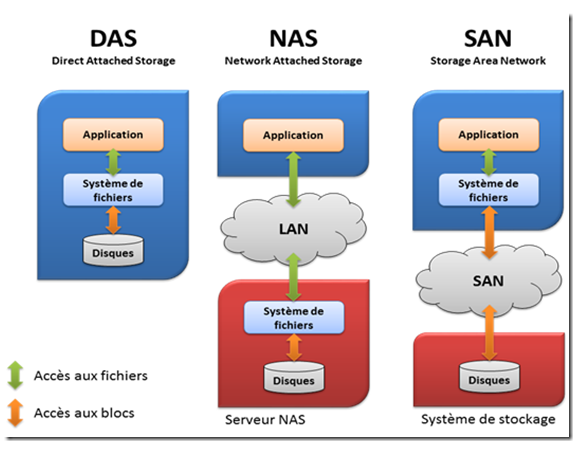 DAS
Direct Attached Storage
Application
Système de
fichiers
Disques
NAS
Network Attached Storage
Application
LAN
Système de
fichiers
Disques
Serveur NAS
SAN
Storage Area Network
Application
Système de
fichiers
SAN
Disques
Système de stockage
Accès aux fichiers
Accès aux blocs